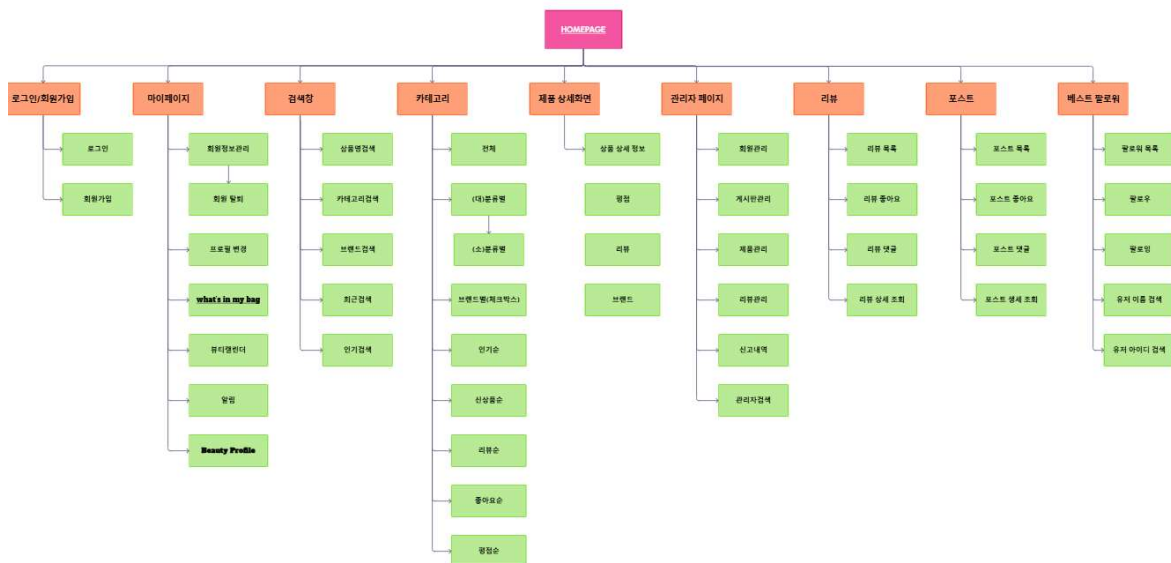 HOMEPAGE
로그인/회원가입
마이페이지
검색창
카테고리
제품 상세화면
관리자 페이지
리뷰
포스트
베스트 팔로워
로그인
회원정보관리
상품명검색
전체
상품 상세 정보
회원관리
리뷰 목록
포스트 목록
팔로워 목록
회원가입
회원 탈퇴
카테고리검색
(대)분류별
평점
게시판관리
리뷰 좋아요
포스트 좋아요
팔로우
프로필 변경
브랜드검색
(소)분류별
리뷰
제품관리
리뷰 댓글
포스트 댓글
팔로잉
what's in my bag
최근검색
브랜드별(체크박스)
브랜드
리뷰관리
리뷰 상세 조회
포스트 생세 조회
유저 이름 검색
뷰티캘린더
인기검색
인기순
신고내역
유저 아이디 검색
알림
신상품순
관리자검색
Beauty Profile
리뷰순
좋아요순
평점순